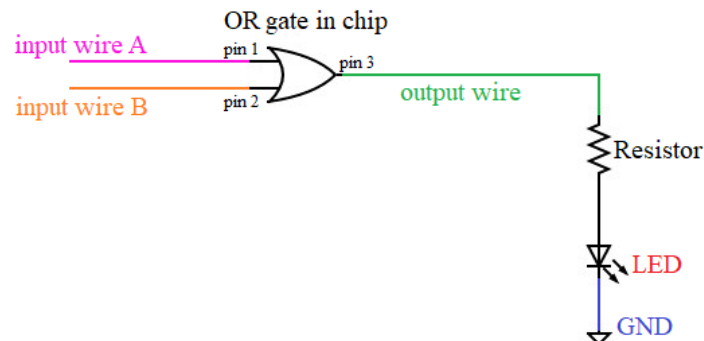 OR gate in chip
input wire A
pin 1
pin 3
input wire B
pin 2
output wire
Resistor
LED
GND